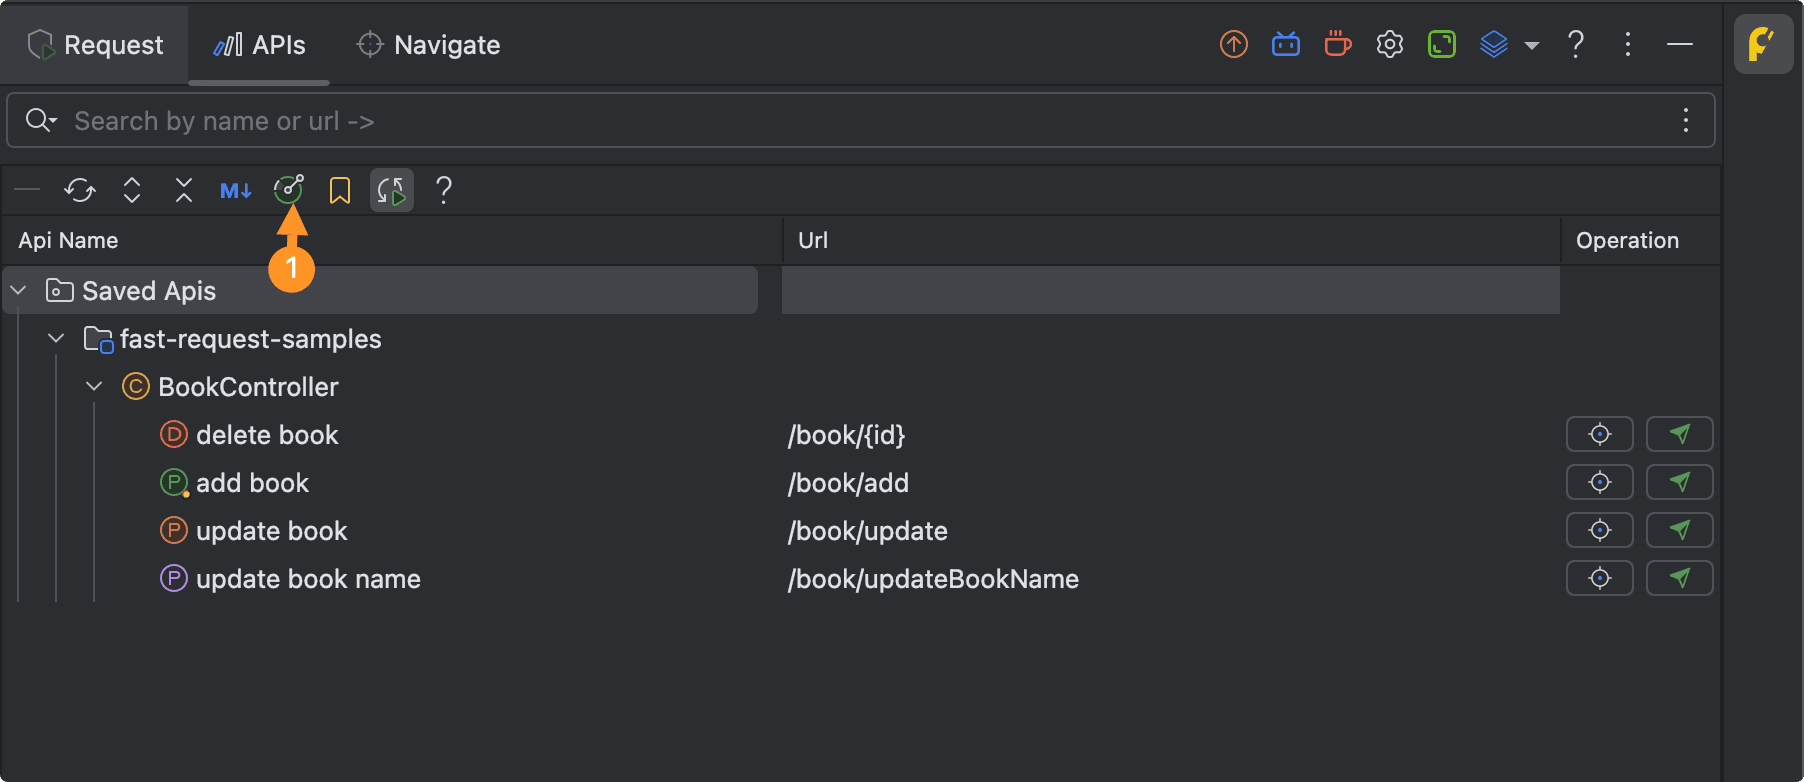 Request APIs Navigate
Search by name or url ->
M↓
Api Name Url Operation
1
Saved Apis
fast-request-samples
C BookController
D delete book /book/{id}
P add book /book/add
P update book /book/update
P update book name /book/updateBookName